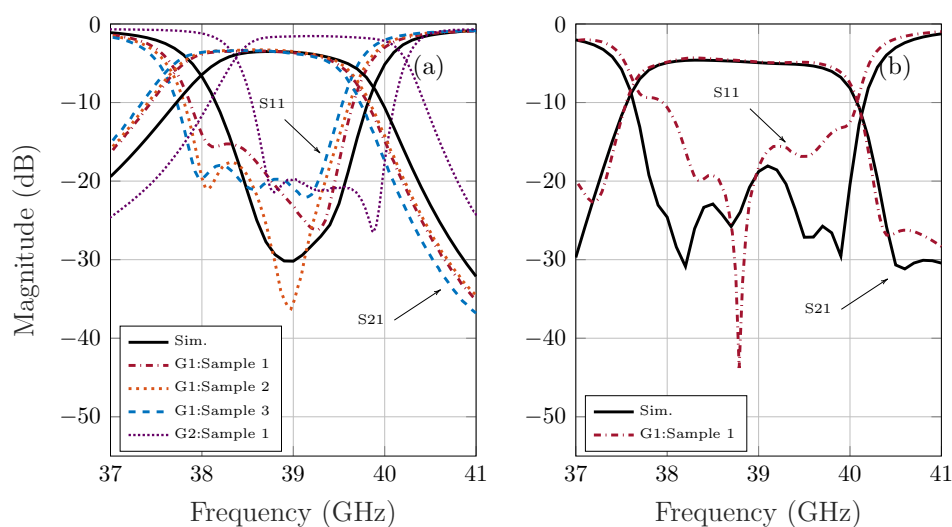 0
−10
−20
−30
−40
−50
37
38
39
40
41
Magnitude (dB)
Frequency (GHz)
(a)
S11
S21
Sim.
G1:Sample 1
G1:Sample 2
G1:Sample 3
G2:Sample 1
0
−10
−20
−30
−40
−50
37
38
39
40
41
Frequency (GHz)
(b)
S11
S21
Sim.
G1:Sample 1